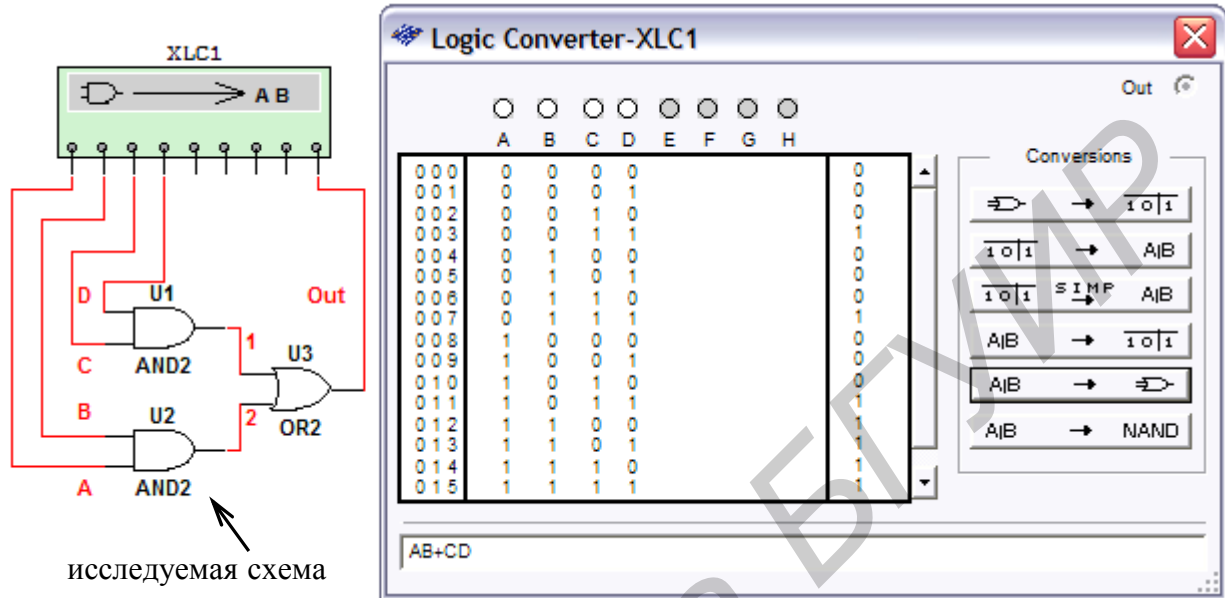 XLC1
A B
D
U1
Out
1
C
AND2
U3
B
U2
2
OR2
A
AND2
исследуемая схема
Logic Converter-XLC1
Out
A B C D E F G H
000 0 0 0 0 0
001 0 0 0 1 0
002 0 0 1 0 0
003 0 0 1 1 1
004 0 1 0 0 0
005 0 1 0 1 0
006 0 1 1 0 0
007 0 1 1 1 1
008 1 0 0 0 0
009 1 0 0 1 0
010 1 0 1 0 0
011 1 0 1 1 1
012 1 1 0 0 1
013 1 1 0 1 1
014 1 1 1 0 1
015 1 1 1 1 1
Conversions
→ 1 0|1
1 0|1 → A|B
1 0|1 SIMP → A|B
A|B → 1 0|1
A|B →
A|B → NAND
AB+CD
БГУИР